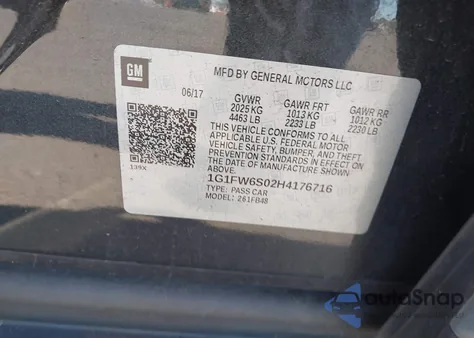 GM
MFD BY GENERAL MOTORS LLC
06/17 GVWR GAWR FRT GAWR RR
2025 KG 1013 KG 1012 KG
4463 LB 2233 LB 2230 LB
THIS VEHICLE CONFORMS TO ALL
APPLICABLE U.S. FEDERAL MOTOR
VEHICLE SAFETY, BUMPER, AND THEFT
PREVENTION STANDARDS IN EFFECT ON
THE DATE OF MANUFACTURE SHOWN
ABOVE.
139X
1G1FW6S02H4176716
TYPE: PASS CAR
MODEL: 261FB48
autoSnap